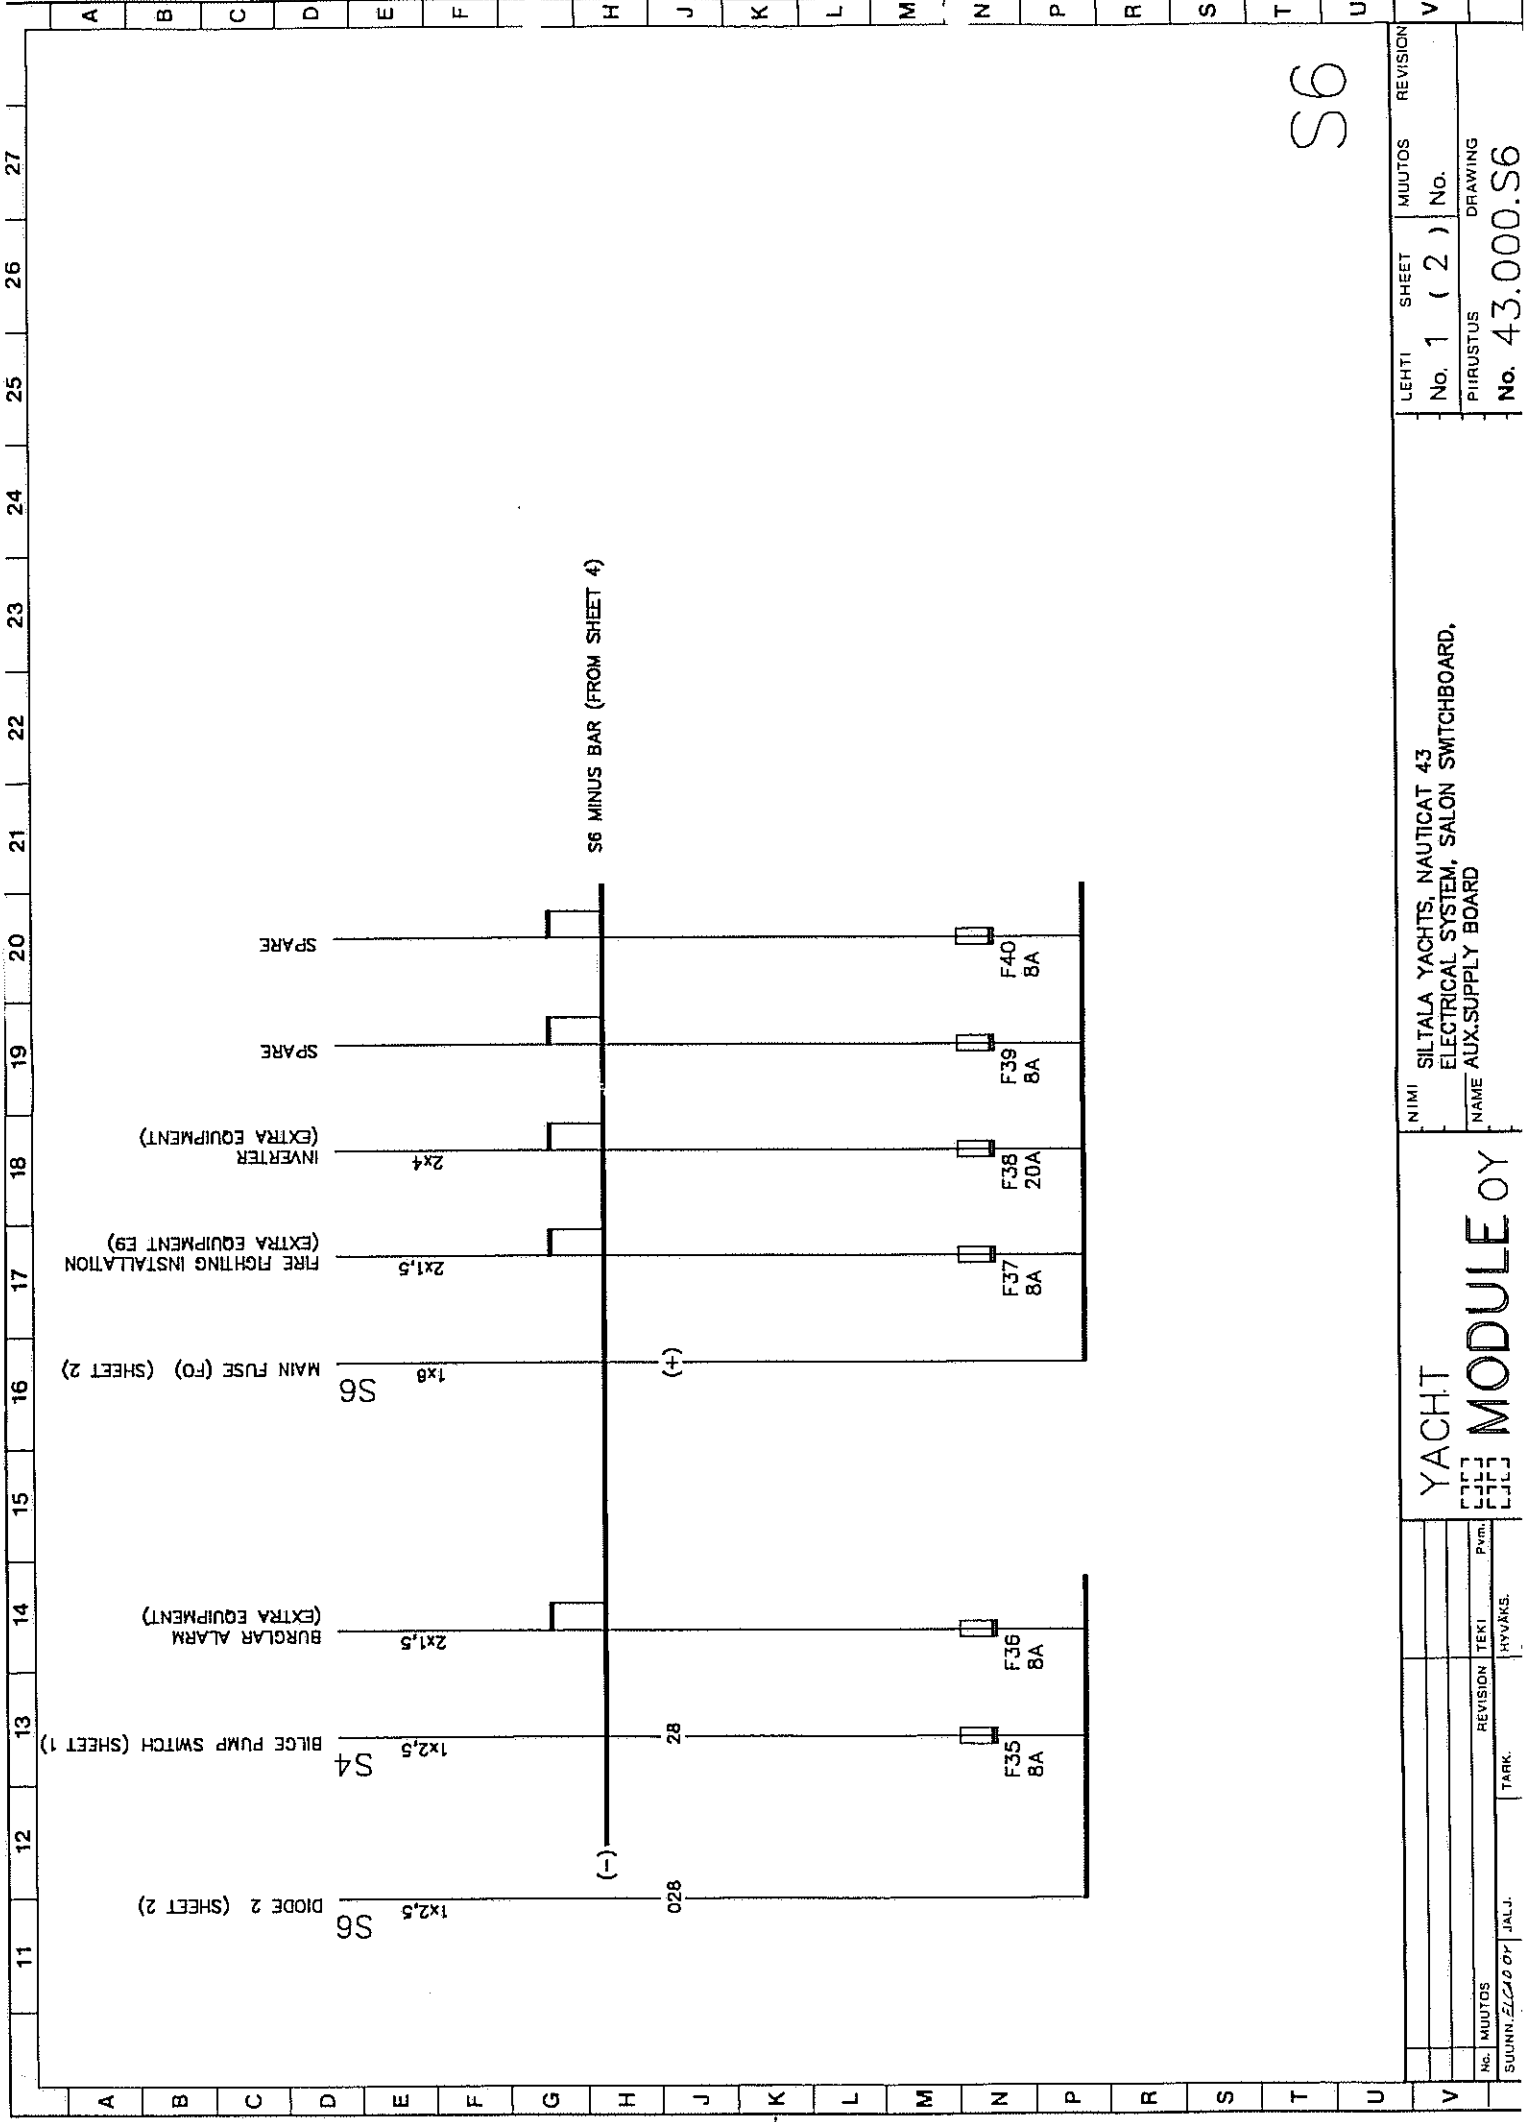 11 12 13 14 15 16 17 18 19 20 21 22 23 24 25 26 27
A
B
C
D
E
F
G
H
J
K
L
M
N
P
R
S
T
U
V
A
B
C
D
E
F
H
J
K
L
M
N
P
R
S
T
U
V
DIODE 2 (SHEET 2)
S6
1x2,5
028
BILGE PUMP SWITCH (SHEET 1)
S4
1x2,5
28
F35
8A
BURGLAR ALARM
(EXTRA EQUIPMENT)
2x1,5
F36
8A
MAIN FUSE (F0) (SHEET 2)
S6
1x6
(+)
FIRE FIGHTING INSTALLATION
(EXTRA EQUIPMENT E9)
2x1,5
F37
8A
INVERTER
(EXTRA EQUIPMENT)
2x4
F38
20A
SPARE
F39
8A
SPARE
F40
8A
(-)
S6 MINUS BAR (FROM SHEET 4)
S6
No. MUUTOS REVISION TEKI Pvm.
SUUNN. ELCAD OY JALJ. TARK. HYVÄKS.
YACHT
MODULE OY
NIMI
SILTALA YACHTS, NAUTICAT 43
ELECTRICAL SYSTEM, SALON SWITCHBOARD,
NAME AUX.SUPPLY BOARD
LEHTI SHEET MUUTOS REVISION
No. 1 ( 2 ) No.
PIIRUSTUS DRAWING
No. 43.000.S6